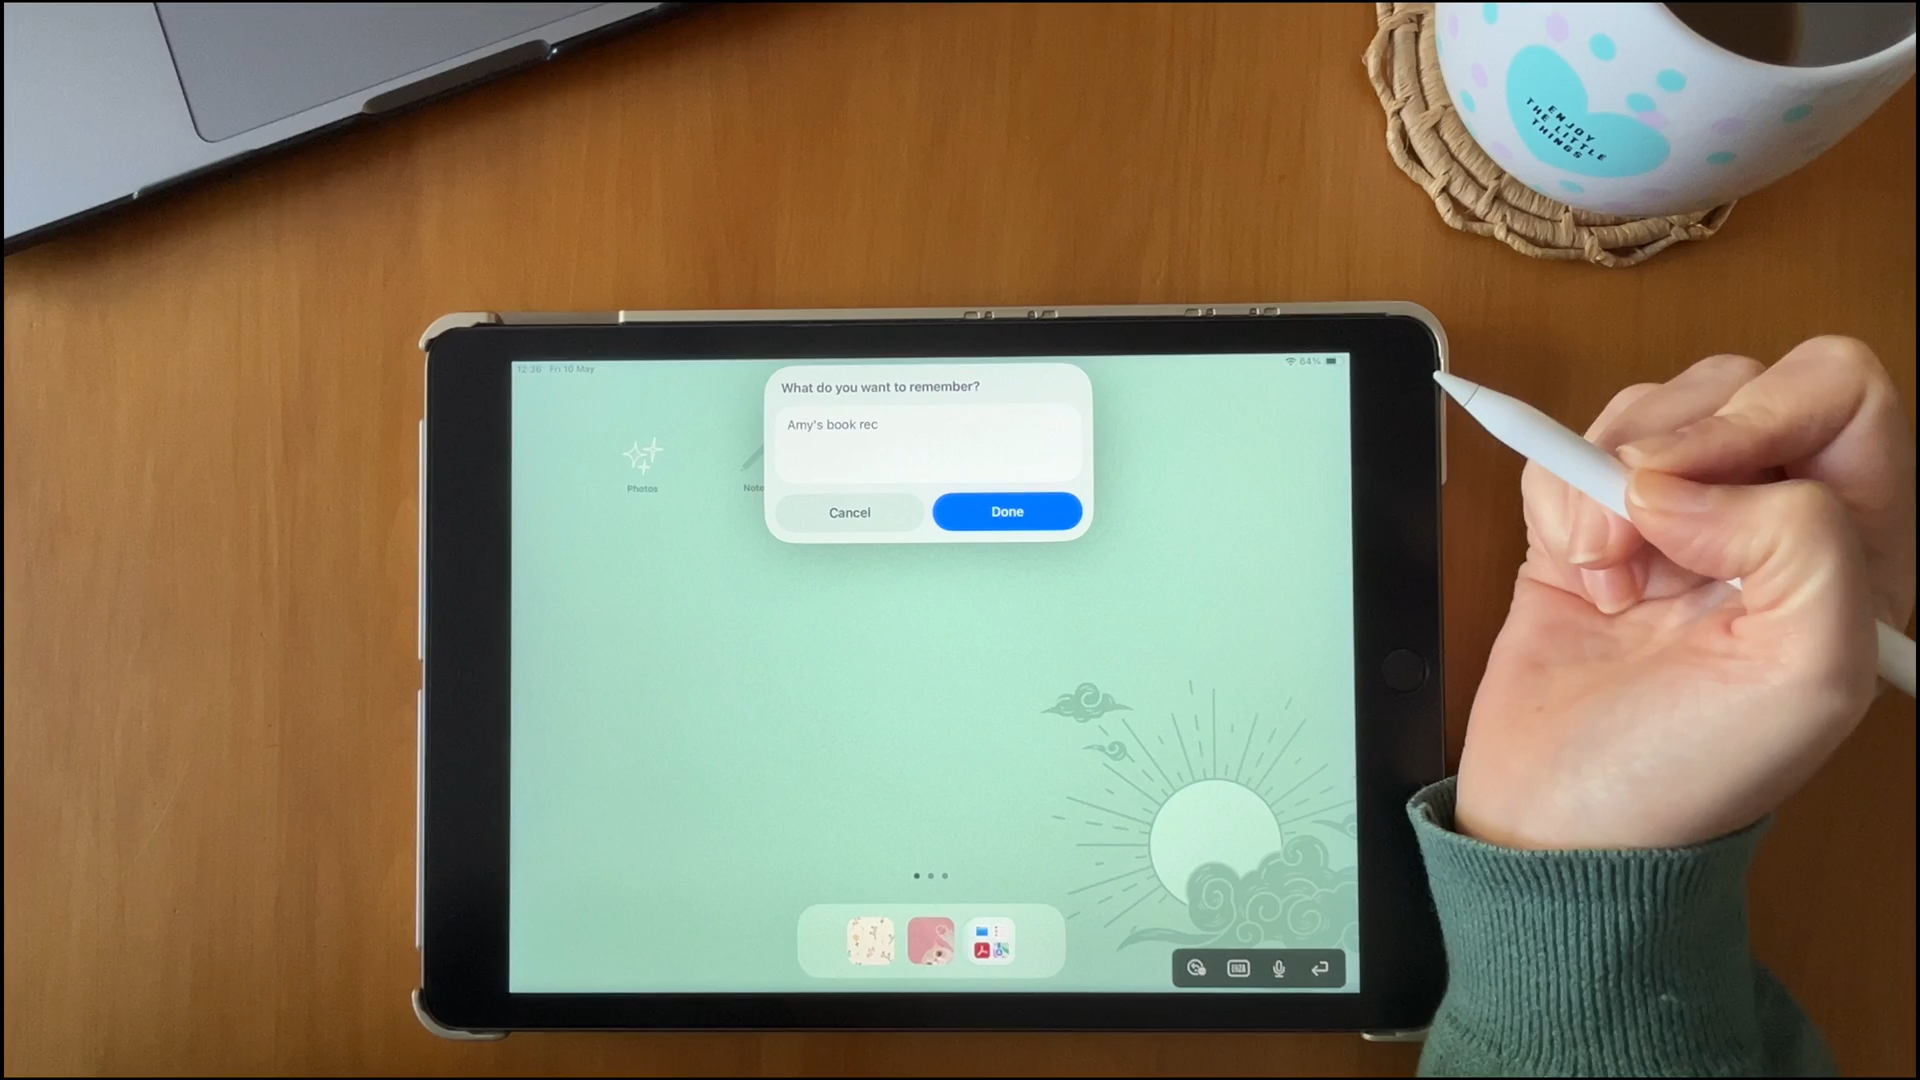 ENJOY
THE LITTLE
THINGS
12:36 Fri 10 May
64%
What do you want to remember?
Amy's book rec
Cancel
Done
Photos
Note